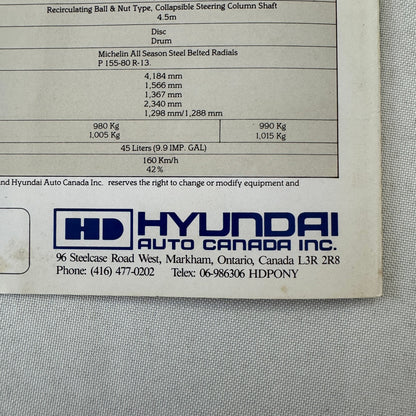 Recirculating Ball & Nut Type, Collapsible Steering Column Shaft
4.5m
Disc
Drum
Michelin All Season Steel Belted Radials
P 155-80 R-13
4,184 mm
1,566 mm
1,367 mm
2,340 mm
1,298 mm/1,288 mm
980 Kg 990 Kg
1,005 Kg 1,015 Kg
45 Liters (9.9 IMP. GAL)
160 Km/h
42%
and Hyundai Auto Canada Inc. reserves the right to change or modify equipment and
HD HYUNDAI
AUTO CANADA INC.
96 Steelcase Road West, Markham, Ontario, Canada L3R 2R8
Phone: (416) 477-0202 Telex: 06-986306 HDPONY